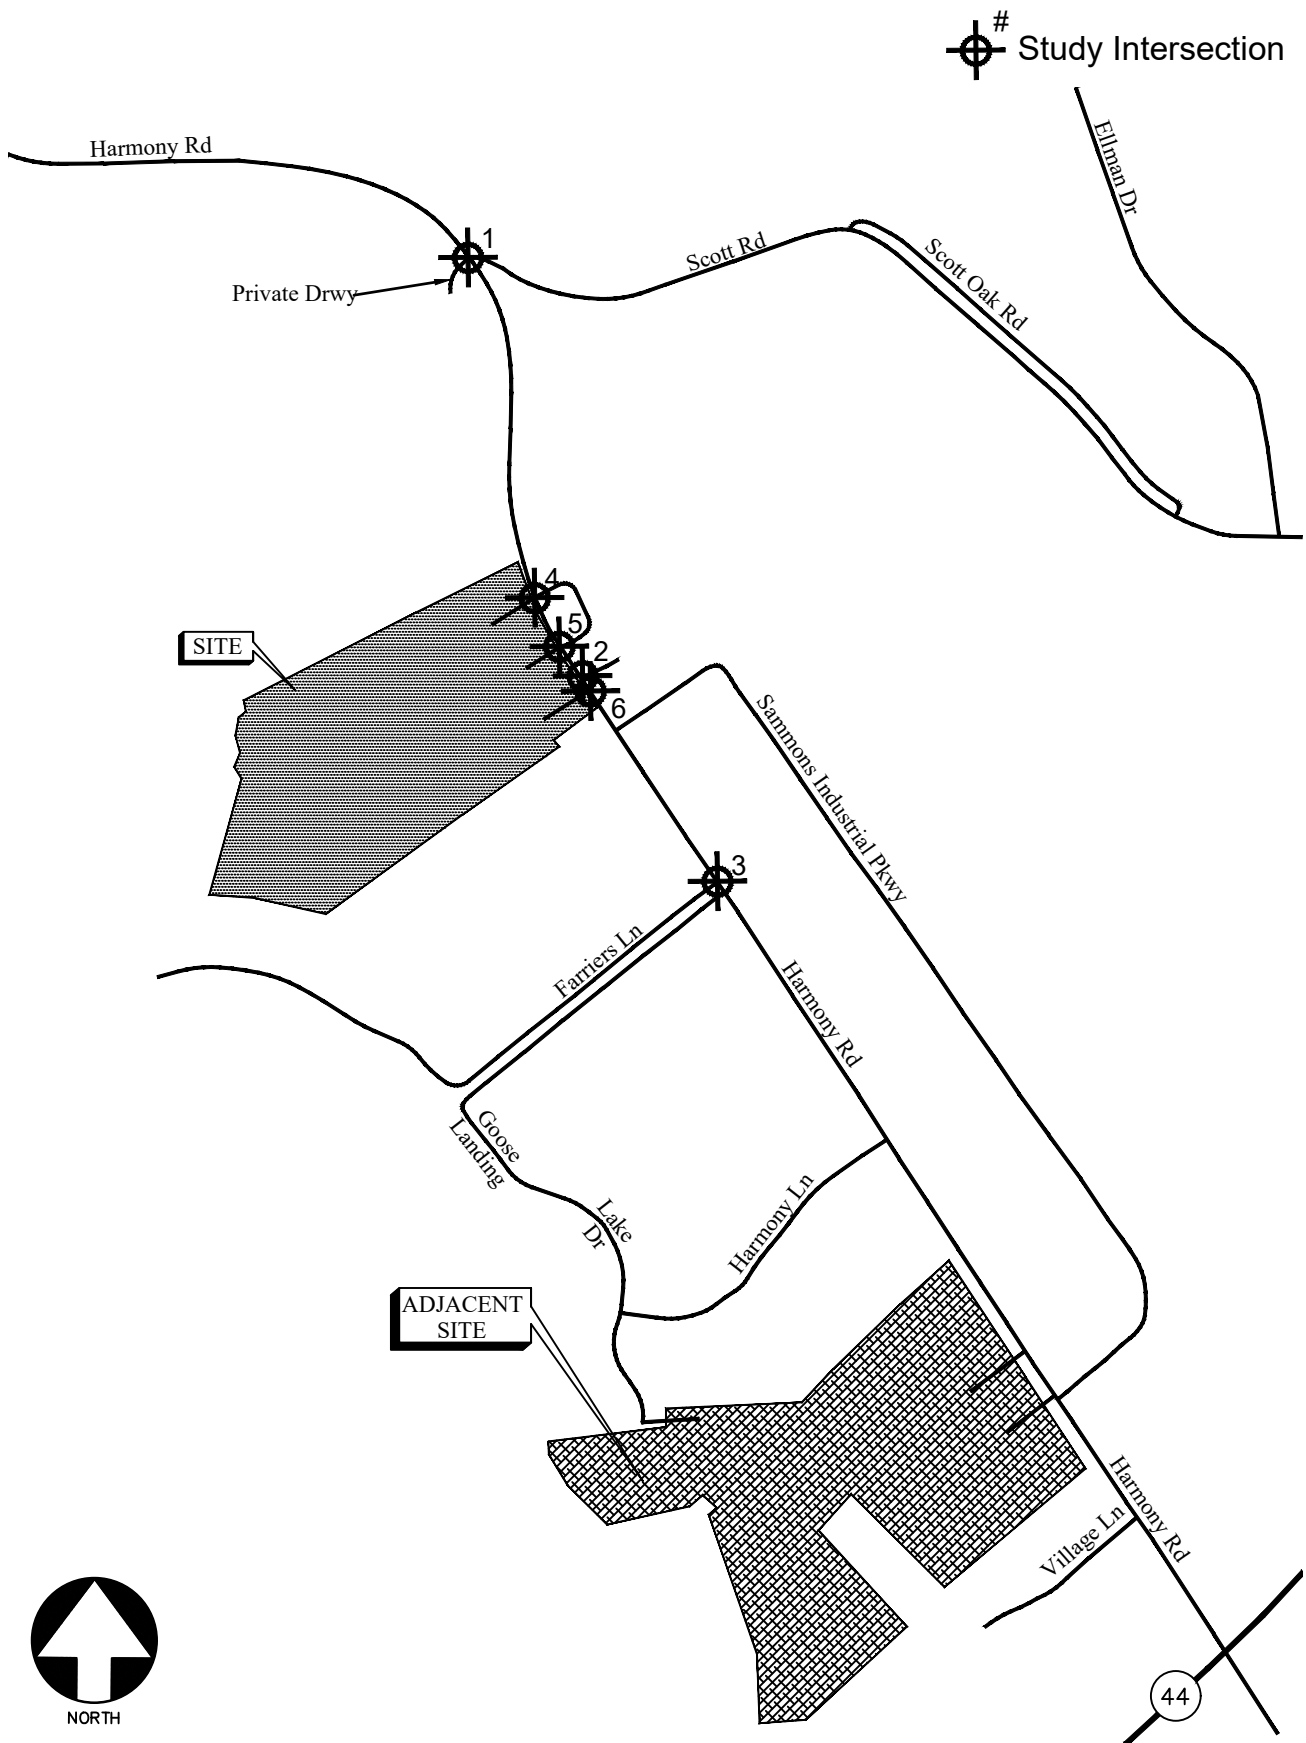 #
Study Intersection
Harmony Rd
Ellman Dr
1
Scott Rd
Scott Oak Rd
Private Drwy
4
5
SITE
2
6
Sammons Industrial Pkwy
3
Farriers Ln
Harmony Rd
Goose
Landing
Lake
Dr
Harmony Ln
ADJACENT
SITE
Harmony Rd
Village Ln
44
NORTH